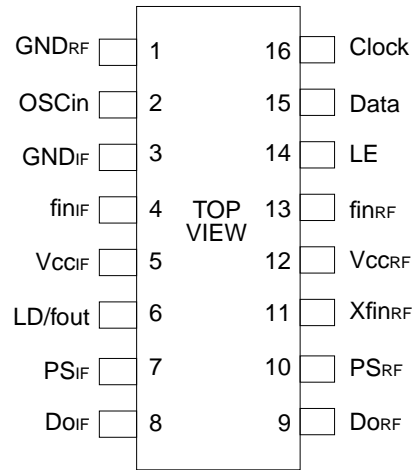 GNDRF 1 16 Clock
OSCin 2 15 Data
GNDIF 3 14 LE
finIF 4 TOP 13 finRF
VIEW
VccIF 5 12 VccRF
LD/fout 6 11 XfinRF
PSIF 7 10 PSRF
DoIF 8 9 DoRF